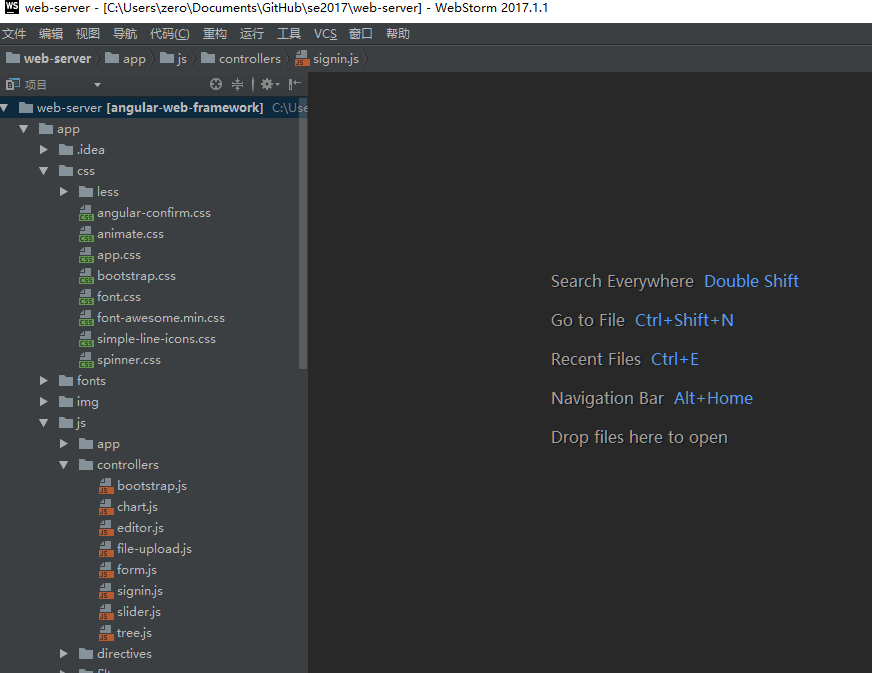 WS web-server - [C:\Users\zero\Documents\GitHub\se2017\web-server] - WebStorm 2017.1.1
文件 编辑 视图 导航 代码(C) 重构 运行 工具 VCS 窗口 帮助
web-server app js controllers signin.js
项目
web-server [angular-web-framework] C:\Use
app
.idea
css
less
angular-confirm.css
animate.css
app.css
bootstrap.css
font.css
font-awesome.min.css
simple-line-icons.css
spinner.css
fonts
img
js
app
controllers
bootstrap.js
chart.js
editor.js
file-upload.js
form.js
signin.js
slider.js
tree.js
directives
Search Everywhere Double Shift
Go to File Ctrl+Shift+N
Recent Files Ctrl+E
Navigation Bar Alt+Home
Drop files here to open